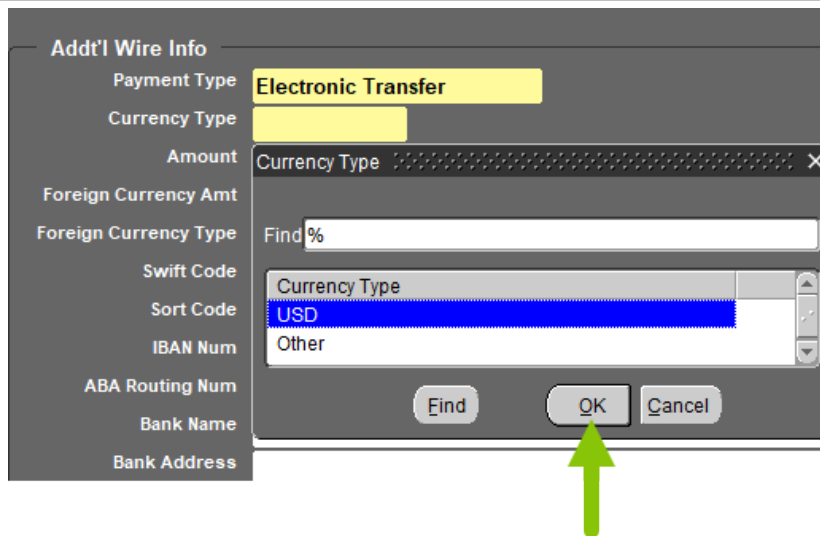 Addt'l Wire Info
Payment Type Electronic Transfer
Currency Type
Amount
Foreign Currency Amt
Foreign Currency Type
Swift Code
Sort Code
IBAN Num
ABA Routing Num
Bank Name
Bank Address
Currency Type
Find %
Currency Type
USD
Other
Find OK Cancel